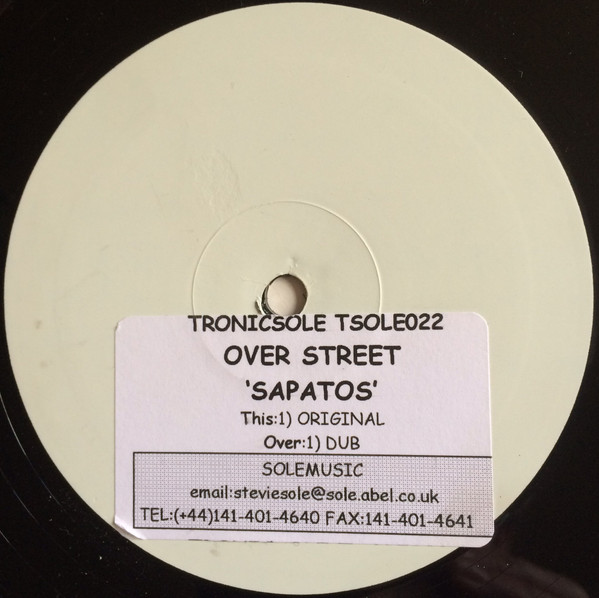 TRONICSOLE TSOLE022
OVER STREET
'SAPATOS'
This:1) ORIGINAL
Over:1) DUB
SOLEMUSIC
email:steviesole@sole.abel.co.uk
TEL:(+44)141-401-4640 FAX:141-401-4641